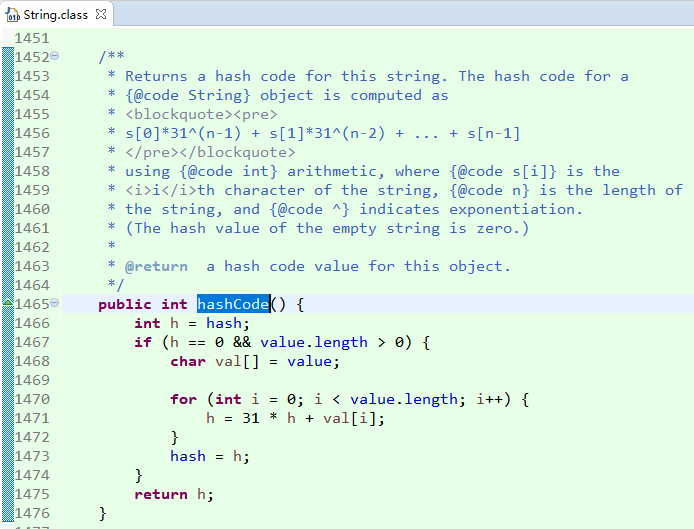 String.class
1451
1452 /**
1453 * Returns a hash code for this string. The hash code for a
1454 * {@code String} object is computed as
1455 * <blockquote><pre>
1456 * s[0]*31^(n-1) + s[1]*31^(n-2) + ... + s[n-1]
1457 * </pre></blockquote>
1458 * using {@code int} arithmetic, where {@code s[i]} is the
1459 * <i>i</i>th character of the string, {@code n} is the length of
1460 * the string, and {@code ^} indicates exponentiation.
1461 * (The hash value of the empty string is zero.)
1462 *
1463 * @return  a hash code value for this object.
1464 */
1465 public int hashCode() {
1466 int h = hash;
1467 if (h == 0 && value.length > 0) {
1468 char val[] = value;
1469
1470 for (int i = 0; i < value.length; i++) {
1471 h = 31 * h + val[i];
1472 }
1473 hash = h;
1474 }
1475 return h;
1476 }